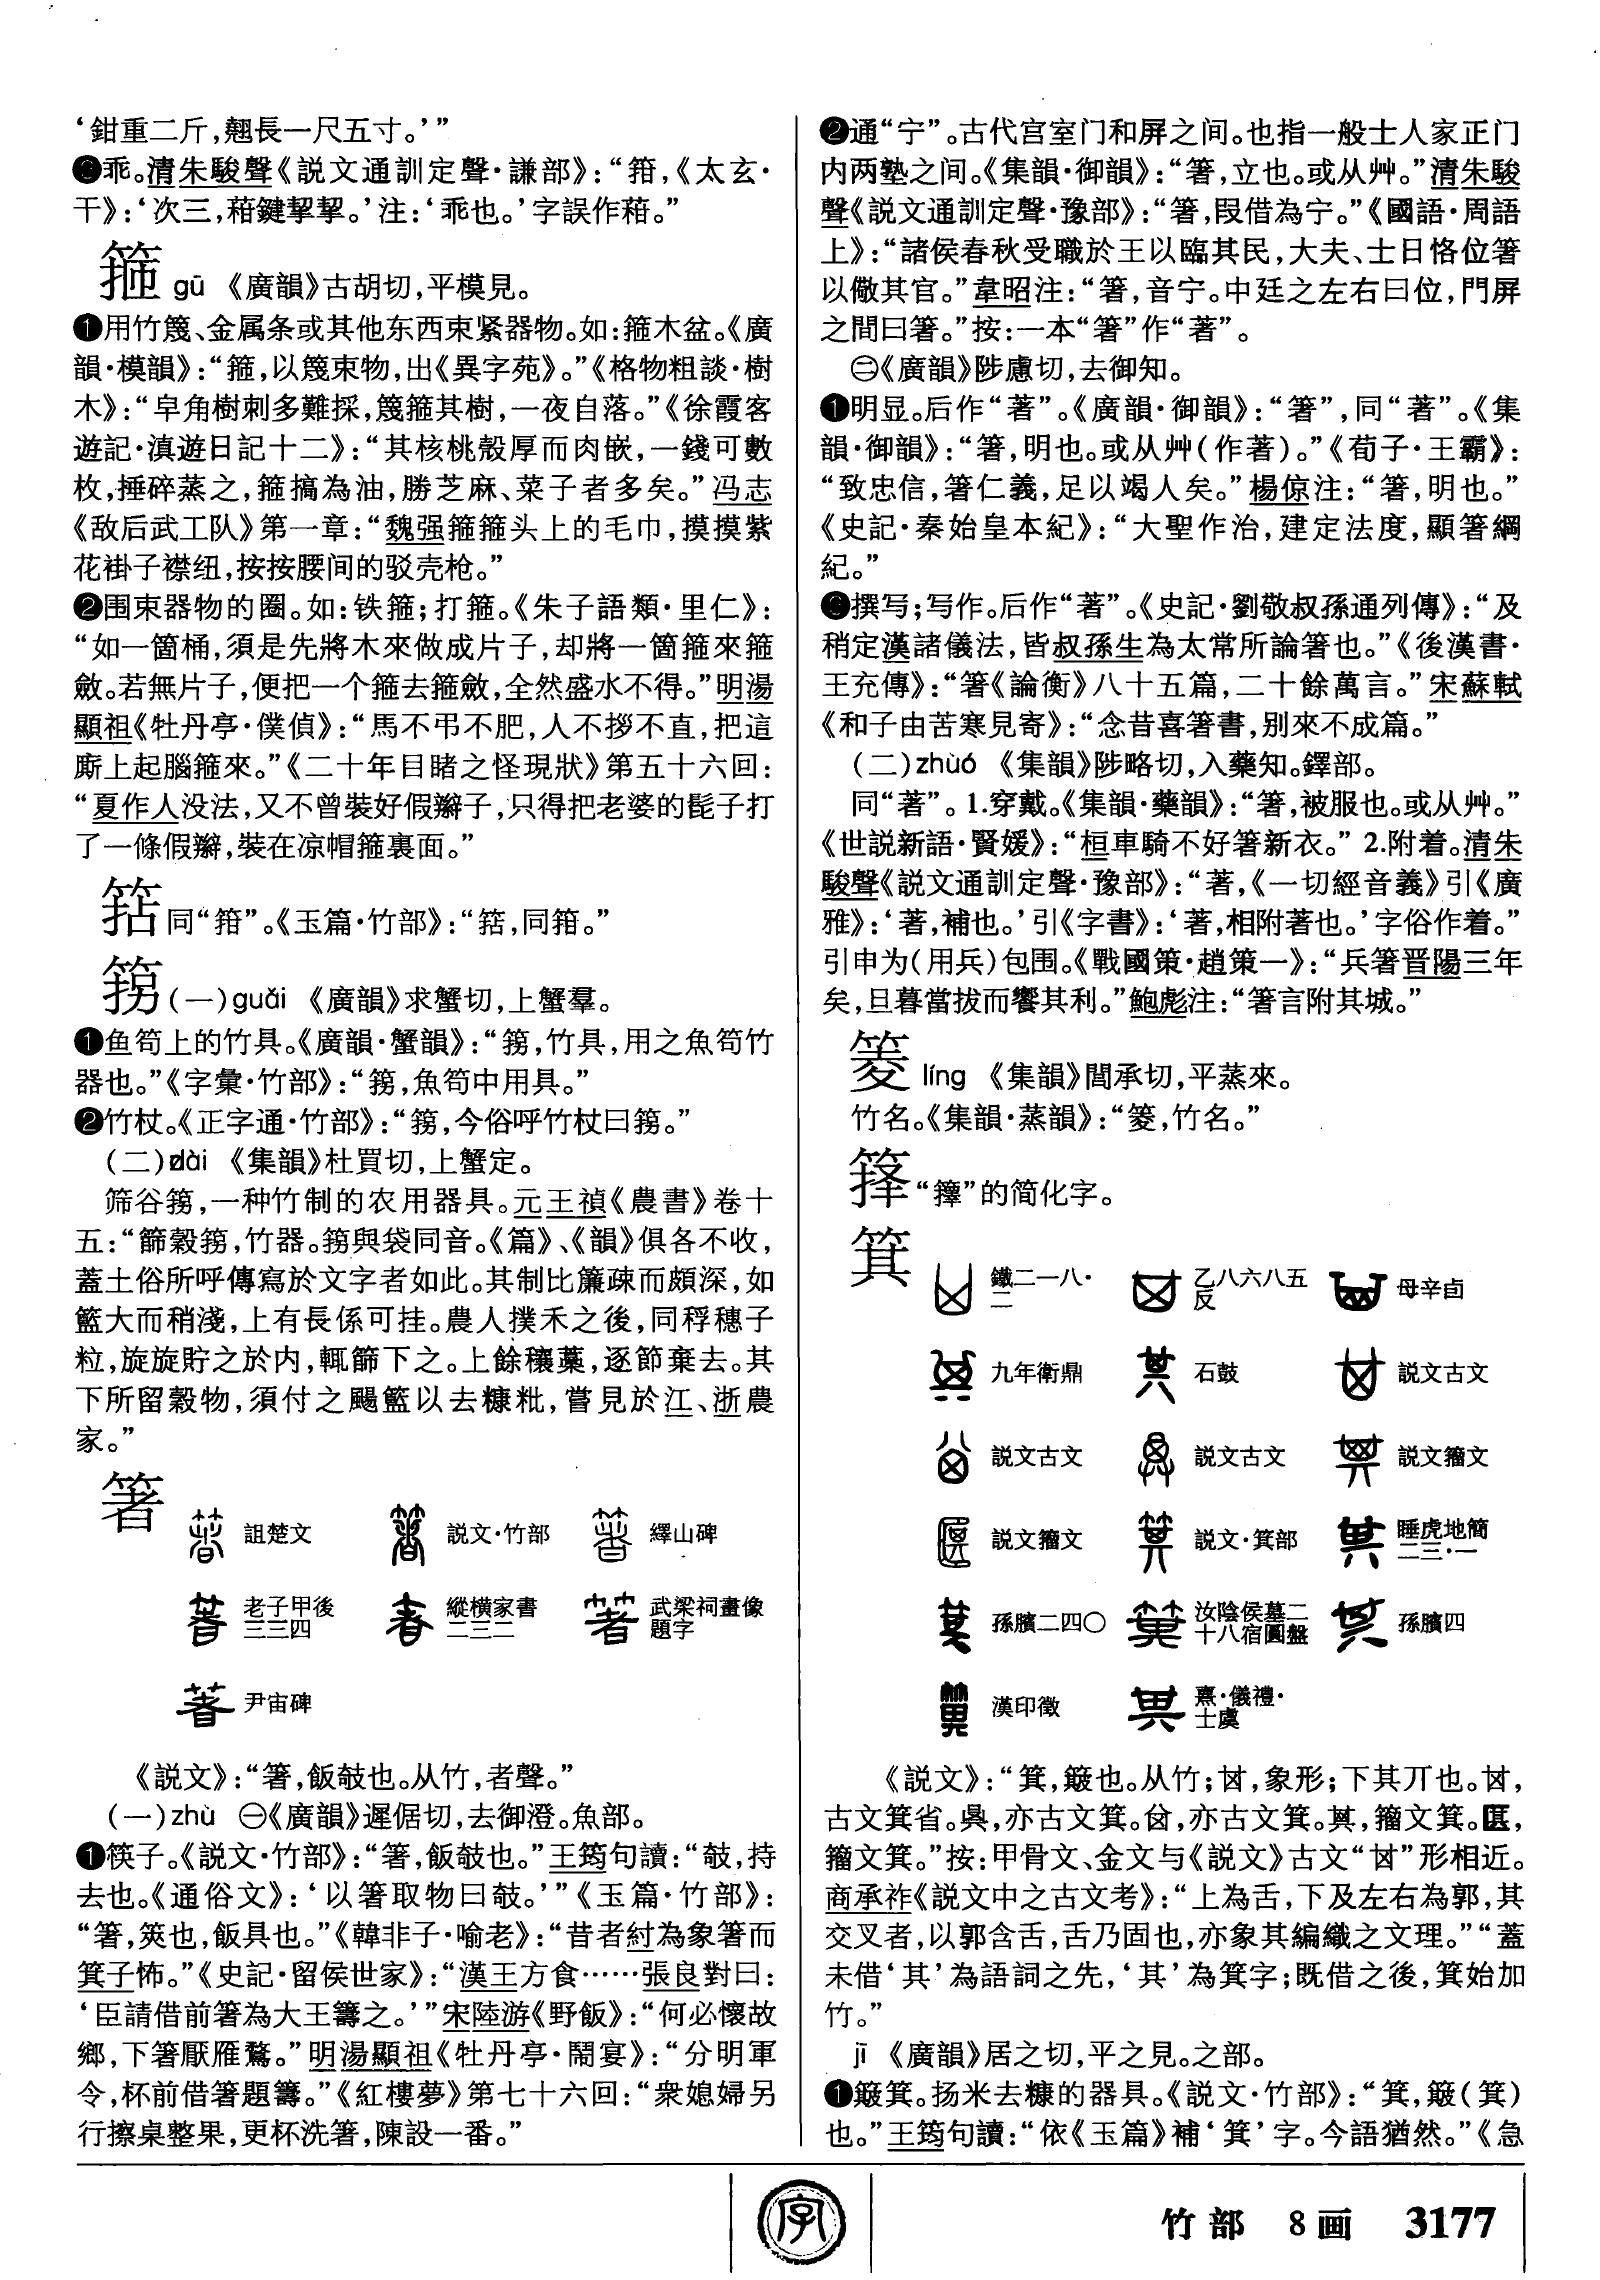 ‘鉗重二斤，翹長一尺五寸。’”
❸乖。清朱駿聲《説文通訓定聲·謙部》：“箝，《太玄·
干》：‘次三，葙鍵挈挈。’注：‘乖也。’字誤作葙。”
箍 gū 《廣韻》古胡切，平模見。
❶用竹篾、金属条或其他东西束紧器物。如：箍木盆。《廣
韻·模韻》：“箍，以篾束物，出《異字苑》。”《格物粗談·樹
木》：“皁角樹刺多難採，篾箍其樹，一夜自落。”《徐霞客
遊記·滇遊日記十二》：“其核桃殼厚而肉嵌，一錢可數
枚，捶碎蒸之，箍搞為油，勝芝麻、菜子者多矣。”冯志
《敌后武工队》第一章：“魏强箍箍头上的毛巾，摸摸紫
花褂子襟纽，按按腰间的驳壳枪。”
❷围束器物的圈。如：铁箍；打箍。《朱子語類·里仁》：
“如一箇桶，須是先將木來做成片子，却將一箇箍來箍
斂。若無片子，便把一个箍去箍斂，全然盛水不得。”明湯
顯祖《牡丹亭·僕偵》：“馬不弔不肥，人不拶不直，把這
廝上起腦箍來。”《二十年目睹之怪現狀》第五十六回：
“夏作人没法，又不曾裝好假辮子，只得把老婆的髢子打
了一條假辮，裝在凉帽箍裏面。”
𥬞 同“箝”。《玉篇·竹部》：“𥬞，同箝。”
箉 (一)guǎi 《廣韻》求蟹切，上蟹羣。
❶鱼笱上的竹具。《廣韻·蟹韻》：“箉，竹具，用之魚笱竹
器也。”《字彙·竹部》：“箉，魚笱中用具。”
❷竹杖。《正字通·竹部》：“箉，今俗呼竹杖曰箉。”
(二)dài 《集韻》杜買切，上蟹定。
筛谷箉，一种竹制的农用器具。元王禎《農書》卷十
五：“篩穀箉，竹器。箉與袋同音。《篇》、《韻》俱各不收，
蓋土俗所呼傳寫於文字者如此。其制比簾疎而頗深，如
籃大而稍淺，上有長係可挂。農人撲禾之後，同稃穗子
粒，旋旋貯之於内，輒篩下之。上餘穰藁，逐節棄去。其
下所留穀物，須付之颺籃以去糠粃，嘗見於江、浙農
家。”
箸
詛楚文 説文·竹部 繹山碑
老子甲後三三四 縱横家書二三二 武梁祠畫像題字
尹宙碑
《説文》：“箸，飯攲也。从竹，者聲。”
(一)zhù ㊀《廣韻》遲倨切，去御澄。魚部。
❶筷子。《説文·竹部》：“箸，飯攲也。”王筠句讀：“攲，持
去也。《通俗文》：‘以箸取物曰攲。’”《玉篇·竹部》：
“箸，筴也，飯具也。”《韓非子·喻老》：“昔者紂為象箸而
箕子怖。”《史記·留侯世家》：“漢王方食……張良對曰：
‘臣請借前箸為大王籌之。’”宋陸游《野飯》：“何必懷故
鄉，下箸厭雁鶩。”明湯顯祖《牡丹亭·鬧宴》：“分明軍
令，杯前借箸題籌。”《紅樓夢》第七十六回：“衆媳婦另
行擦桌整果，更杯洗箸，陳設一番。”
❷通“宁”。古代宫室门和屏之间。也指一般士人家正门
内两塾之间。《集韻·御韻》：“箸，立也。或从艸。”清朱駿
聲《説文通訓定聲·豫部》：“箸，叚借為宁。”《國語·周語
上》：“諸侯春秋受職於王以臨其民，大夫、士日恪位箸
以儆其官。”韋昭注：“箸，音宁。中廷之左右曰位，門屏
之間曰箸。”按：一本“箸”作“著”。
㊁《廣韻》陟慮切，去御知。
❶明显。后作“著”。《廣韻·御韻》：“箸”，同“著”。《集
韻·御韻》：“箸，明也。或从艸（作著）。”《荀子·王霸》：
“致忠信，箸仁義，足以竭人矣。”楊倞注：“箸，明也。”
《史記·秦始皇本紀》：“大聖作治，建定法度，顯箸綱
紀。”
❸撰写；写作。后作“著”。《史記·劉敬叔孫通列傳》：“及
稍定漢諸儀法，皆叔孫生為太常所論箸也。”《後漢書·
王充傳》：“箸《論衡》八十五篇，二十餘萬言。”宋蘇軾
《和子由苦寒見寄》：“念昔喜箸書，别來不成篇。”
(二)zhuó 《集韻》陟略切，入藥知。鐸部。
同“著”。1.穿戴。《集韻·藥韻》：“箸，被服也。或从艸。”
《世説新語·賢媛》：“桓車騎不好箸新衣。” 2.附着。清朱
駿聲《説文通訓定聲·豫部》：“著，《一切經音義》引《廣
雅》：‘著，補也。’引《字書》：‘著，相附著也。’字俗作着。”
引申为（用兵）包围。《戰國策·趙策一》：“兵箸晋陽三年
矣，旦暮當拔而饗其利。”鮑彪注：“箸言附其城。”
䈊 líng 《集韻》閭承切，平蒸來。
竹名。《集韻·蒸韻》：“䈊，竹名。”
箨 “籜”的简化字。
箕
鐵二一八·二 乙八六八五反 母辛卣
九年衛鼎 石鼓 説文古文
説文古文 説文古文 説文籀文
説文籀文 説文·箕部 睡虎地簡二三·一
孫臏二四〇 汝陰侯墓二十八宿圓盤 孫臏四
漢印徵 熹·儀禮·士虞
《説文》：“箕，簸也。从竹；𠀠，象形；下其丌也。𠀠，
古文箕省。𠔋，亦古文箕。𠔛，亦古文箕。𠔝，籀文箕。𠥩，
籀文箕。”按：甲骨文、金文与《説文》古文“𠀠”形相近。
商承祚《説文中之古文考》：“上為舌，下及左右為郭，其
交叉者，以郭含舌，舌乃固也，亦象其編織之文理。”“蓋
未借‘其’為語詞之先，‘其’為箕字；既借之後，箕始加
竹。”
jī 《廣韻》居之切，平之見。之部。
❶簸箕。扬米去糠的器具。《説文·竹部》：“箕，簸（箕）
也。”王筠句讀：“依《玉篇》補‘箕’字。今語猶然。”《急
字
竹部 8画 3177